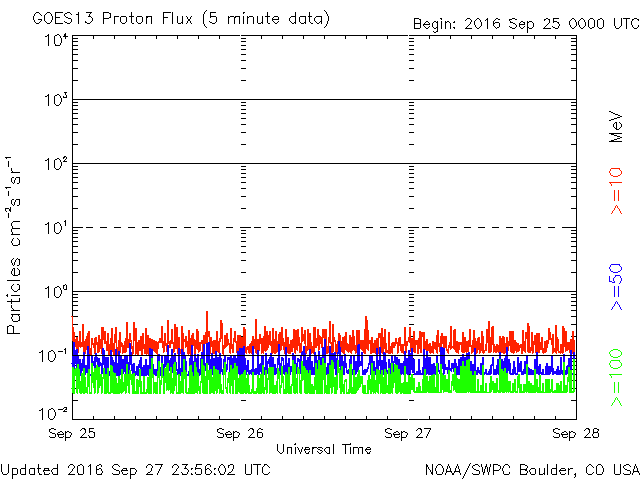 GOES13 Proton Flux (5 minute data)
Begin: 2016 Sep 25 0000 UTC
10⁴
10³
10²
10¹
10⁰
10⁻¹
10⁻²
Particles cm⁻²s⁻¹sr⁻¹
>=10
>=50
>=100
MeV
Sep 25
Sep 26
Sep 27
Sep 28
Universal Time
Updated 2016 Sep 27 23:56:02 UTC
NOAA/SWPC Boulder, CO USA